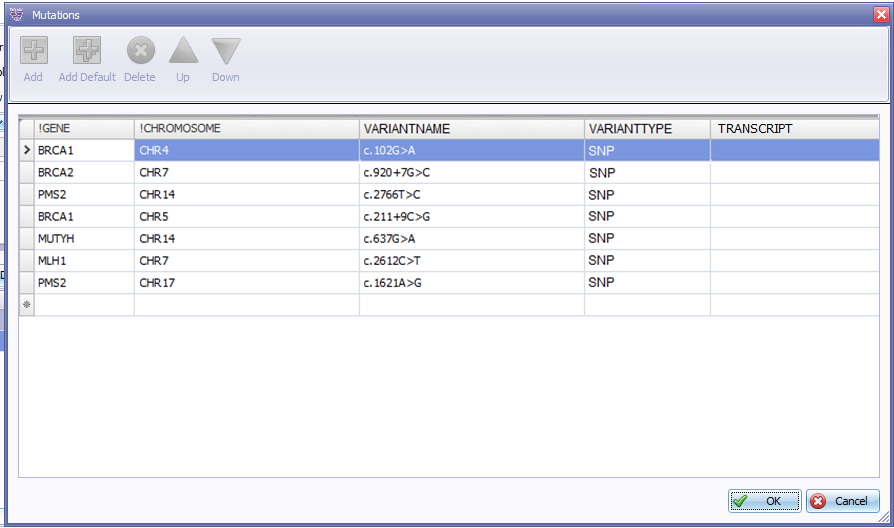 Mutations
Add Add Default Delete Up Down
!GENE !CHROMOSOME VARIANTNAME VARIANTTYPE TRANSCRIPT
BRCA1 CHR4 c.102G>A SNP
BRCA2 CHR7 c.920+7G>C SNP
PMS2 CHR14 c.2766T>C SNP
BRCA1 CHR5 c.211+9C>G SNP
MUTYH CHR14 c.637G>A SNP
MLH1 CHR7 c.2612C>T SNP
PMS2 CHR17 c.1621A>G SNP
OK Cancel